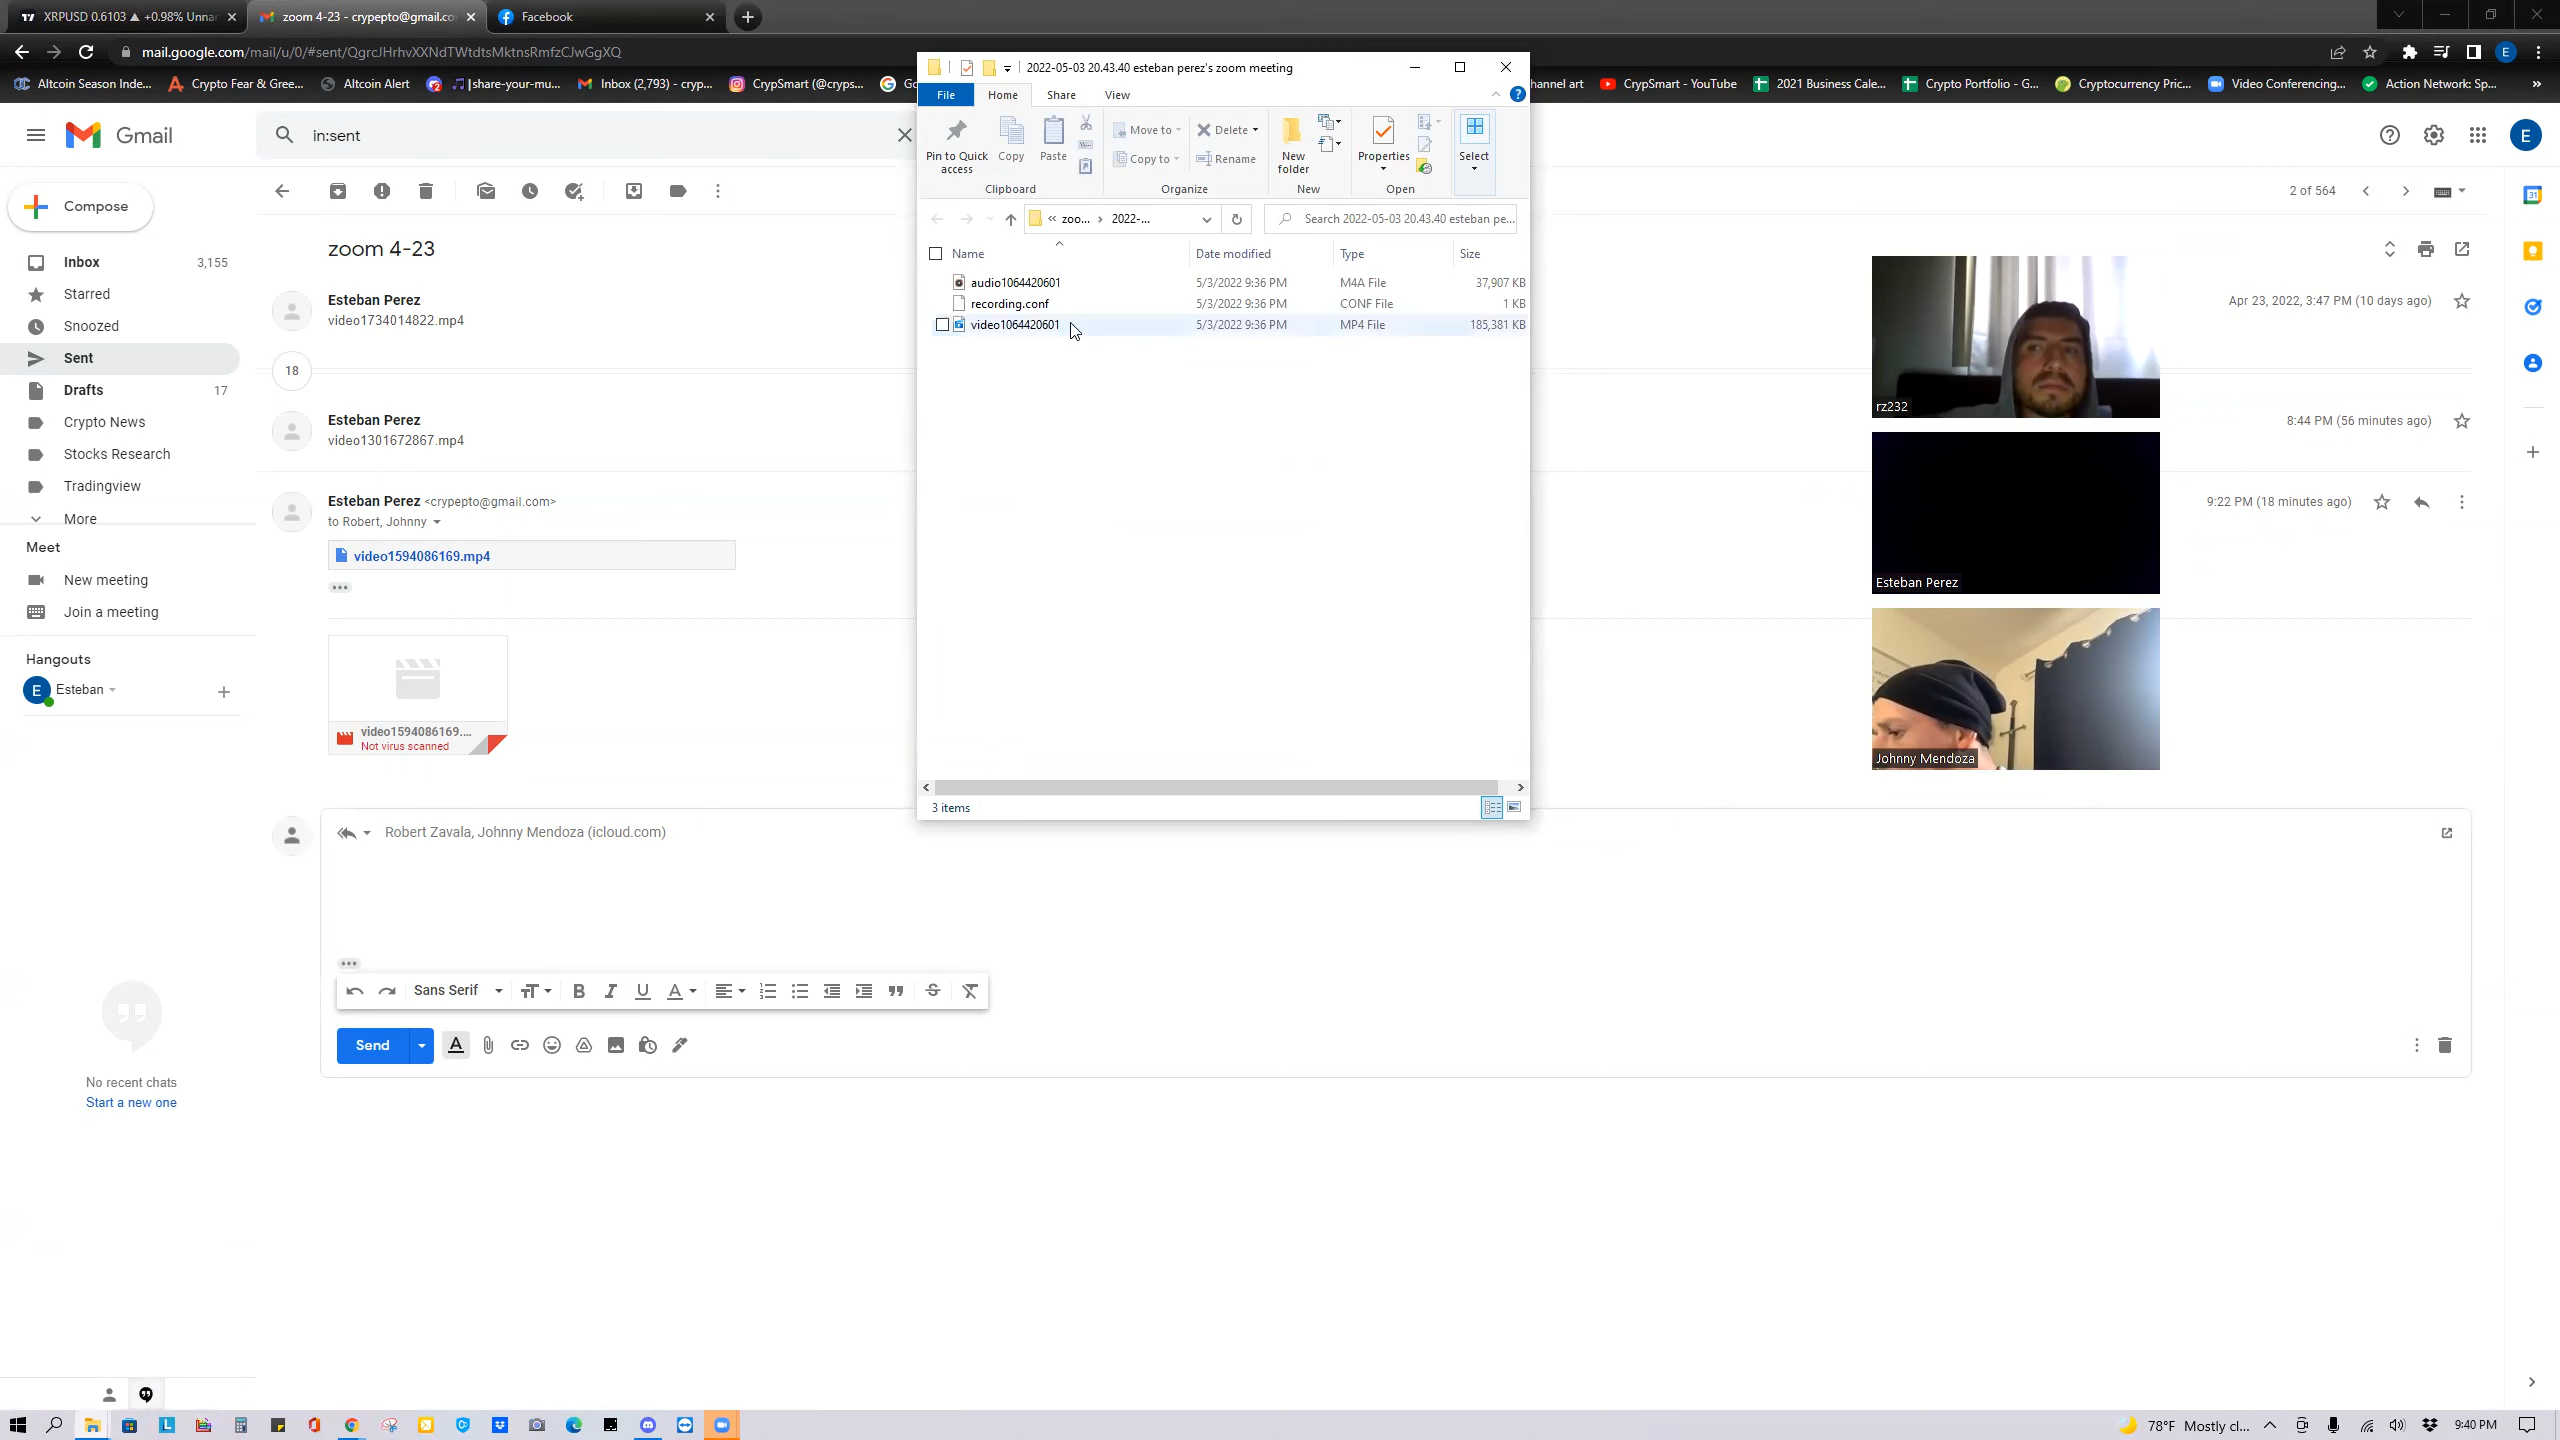 XRPUSD 0.6103 ▲ +0.98% Unnar
zoom 4-23 - crypepto@gmail.co
Facebook
mail.google.com/mail/u/0/#sent/QgrcJHrhvXXNdTWtdtsMktnsRmfzCJwGgXQ
E
Altcoin Season Inde...
Crypto Fear & Gree...
Altcoin Alert
|share-your-mu...
Inbox (2,793) - cryp...
CrypSmart (@cryps...
Gc
hannel art
CrypSmart - YouTube
2021 Business Cale...
Crypto Portfolio - G...
Cryptocurrency Pric...
Video Conferencing...
Action Network: Sp...
»
Gmail
in:sent
E
Compose
2 of 564
Inbox 3,155
Starred
Snoozed
Sent
Drafts 17
Crypto News
Stocks Research
Tradingview
More
Meet
New meeting
Join a meeting
Hangouts
E Esteban
No recent chats
Start a new one
zoom 4-23
Esteban Perez
video1734014822.mp4
Apr 23, 2022, 3:47 PM (10 days ago)
18
Esteban Perez
video1301672867.mp4
8:44 PM (56 minutes ago)
Esteban Perez <crypepto@gmail.com>
to Robert, Johnny
9:22 PM (18 minutes ago)
video1594086169.mp4
video1594086169....
Not virus scanned
Robert Zavala, Johnny Mendoza (icloud.com)
Sans Serif
B I U A
Send A
2022-05-03 20.43.40 esteban perez's zoom meeting
File Home Share View
Pin to Quick access
Copy
Paste
Move to
Copy to
Delete
Rename
New folder
Properties
Select
Clipboard Organize New Open
« zoo... › 2022-...
Search 2022-05-03 20.43.40 esteban pe...
Name Date modified Type Size
audio1064420601 5/3/2022 9:36 PM M4A File 37,907 KB
recording.conf 5/3/2022 9:36 PM CONF File 1 KB
video1064420601 5/3/2022 9:36 PM MP4 File 185,381 KB
3 items
rz232
Esteban Perez
Johnny Mendoza
31
78°F Mostly cl...
9:40 PM